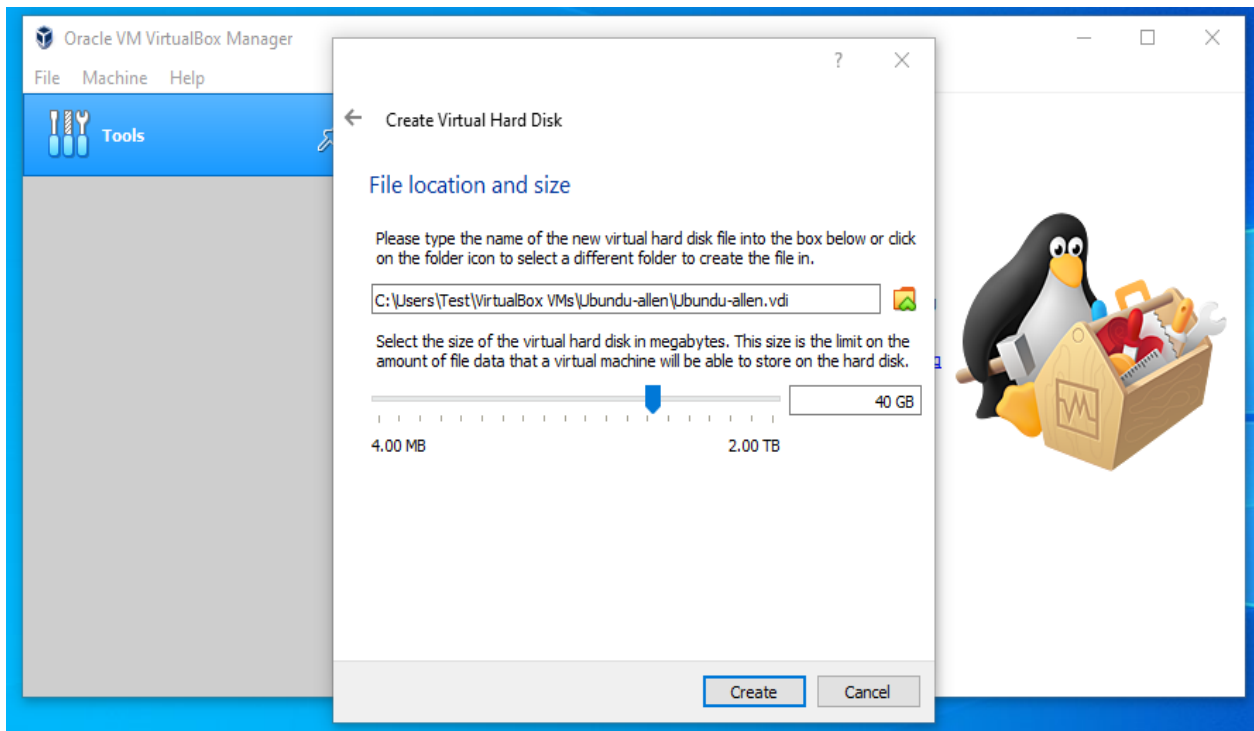 Oracle VM VirtualBox Manager
File Machine Help
Tools
?
Create Virtual Hard Disk
File location and size
Please type the name of the new virtual hard disk file into the box below or click
on the folder icon to select a different folder to create the file in.
C:\Users\Test\VirtualBox VMs\Ubundu-allen\Ubundu-allen.vdi
Select the size of the virtual hard disk in megabytes. This size is the limit on the
amount of file data that a virtual machine will be able to store on the hard disk.
40 GB
4.00 MB 2.00 TB
Create Cancel